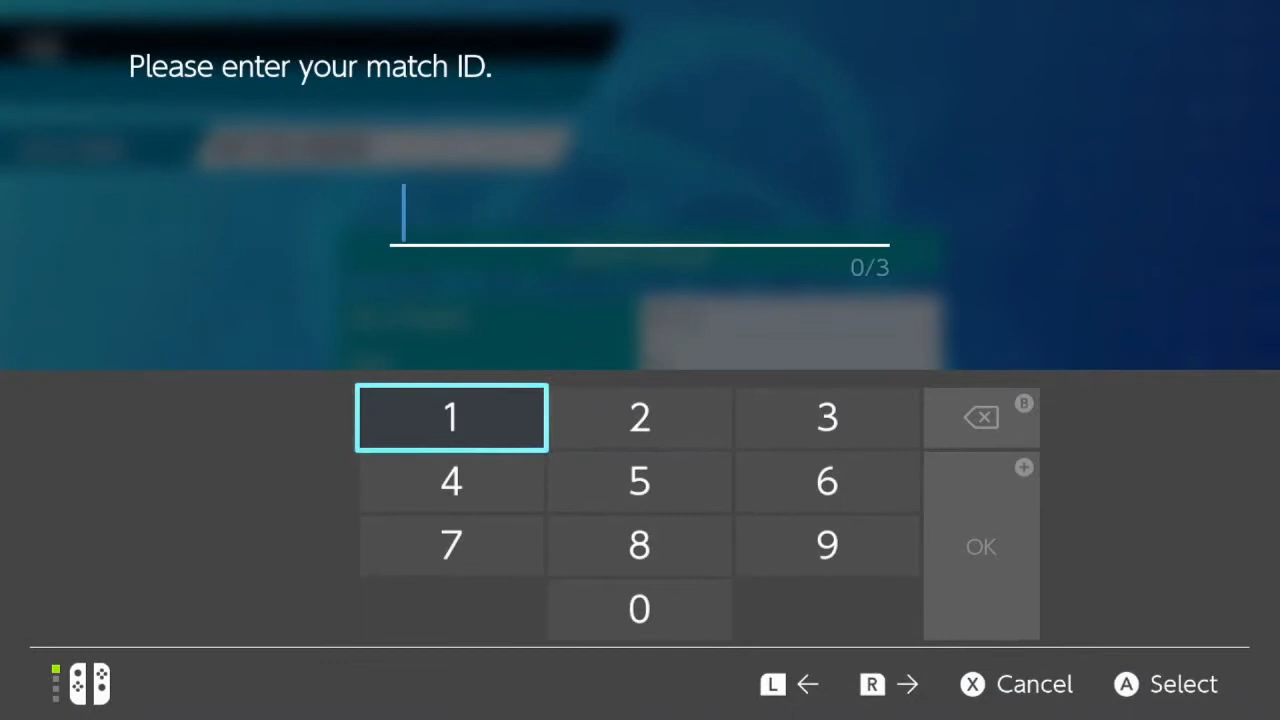 Please enter your match ID.
0/3
1 2 3 B
4 5 6 +
7 8 9 OK
0
L ← R → X Cancel A Select